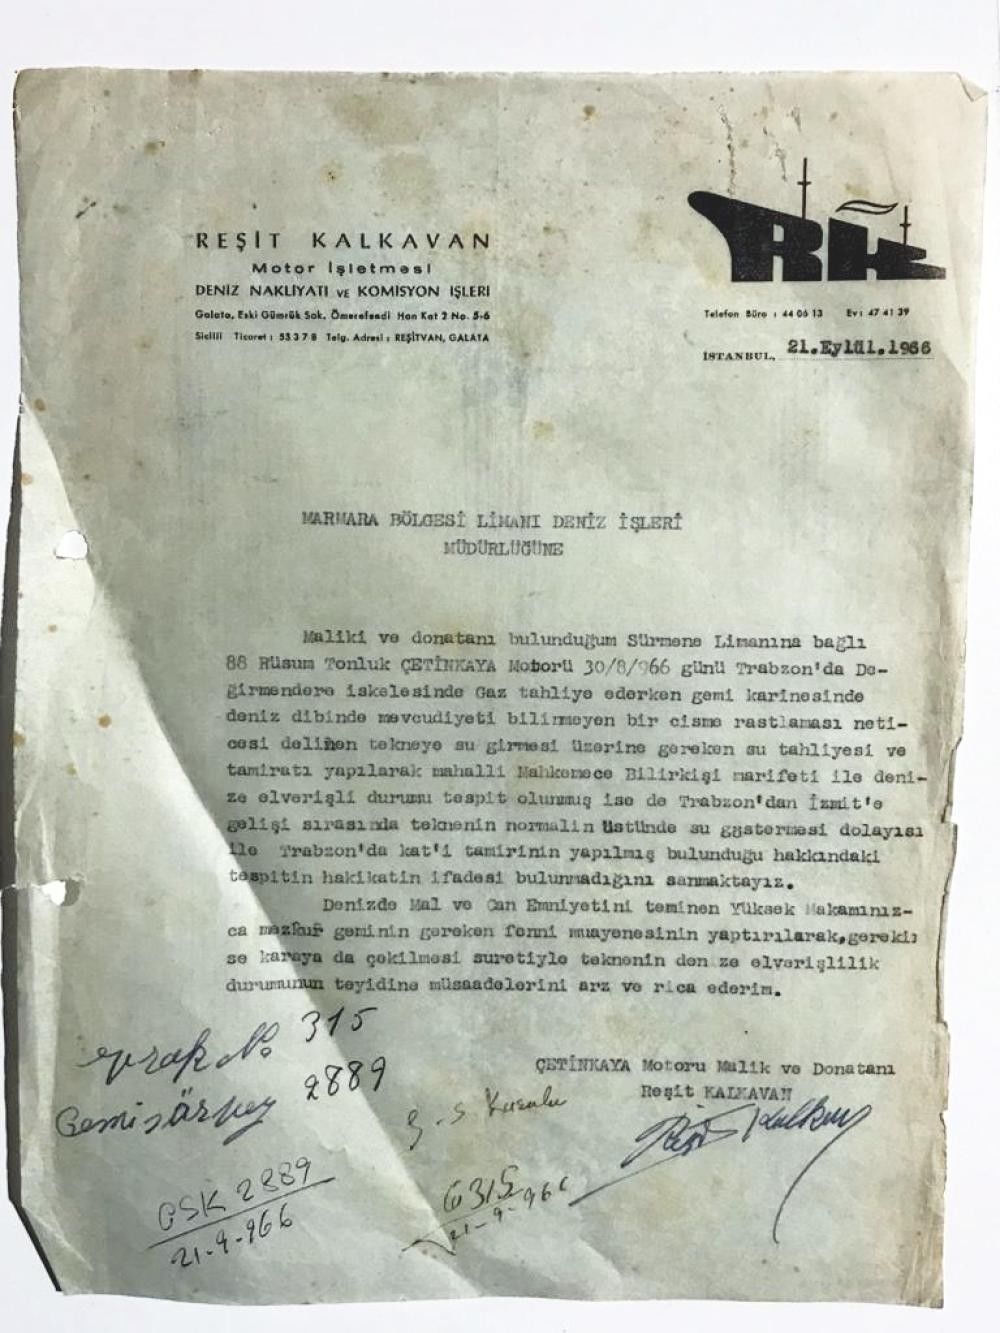 REŞİT KALKAVAN
Motor İşletmesi
DENİZ NAKLİYATI VE KOMİSYON İŞLERİ
Galata, Eski Gümrük Sok. Ömerefendi Han Kat 2 No. 5-6
Sicilli Ticaret : 53378 Telg. Adresi : REŞİTVAN, GALATA
RK
Telefon Büro : 44 06 13 Ev : 47 41 39
İSTANBUL, 21.Eylül.1966
MARMARA BÖLGESİ LİMANI DENİZ İŞLERİ
MÜDÜRLÜĞÜNE
Maliki ve donatanı bulunduğum Sürmene Limanına bağlı
88 Rüsum Tonluk ÇETİNKAYA Motorü 30/8/966 günü Trabzon'da De-
ğirmendere iskelesinde Gaz tahliye ederken gemi karinesinde
deniz dibinde mevcudiyeti bilinmeyen bir cisme rastlaması neti-
cesi delinen tekneye su girmesi üzerine gereken su tahliyesi ve
tamiratı yapılarak mahalli Mahkemece Bilirkişi marifeti ile deni-
ze elverişli durumu tespit olunmuş ise de Trabzon'dan İzmit'e
gelişi sırasında teknenin normalin üstünde su göstermesi dolayısı
ile Trabzon'da kat'i tamirinin yapılmış bulunduğu hakkındaki
tespitin hakikatin ifadesi bulunmadığını sanmaktayız.
Denizde Mal ve Can Emniyetini teminen Yüksek Makamınız-
ca mezkur geminin gereken fenni muayenesinin yaptırılarak,gerekir
se karaya da çekilmesi suretiyle teknenin den ze elverişlilik
durumunun teyidine müsaadelerini arz ve rica ederim.
ÇETİNKAYA Motoru Malik ve Donatanı
Reşit KALKAVAN
Reşit Kalkavan
evrak No 315
Gemi sörvey 2889
GSK 2889
21-9-966
6315
21-9-966